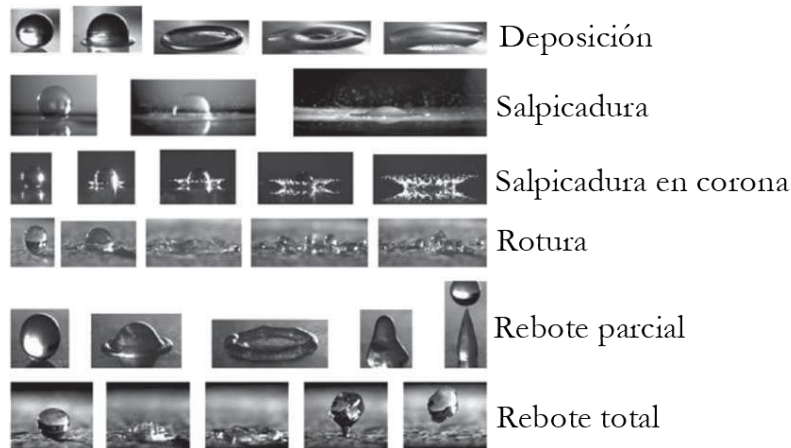 Deposición
Salpicadura
Salpicadura en corona
Rotura
Rebote parcial
Rebote total